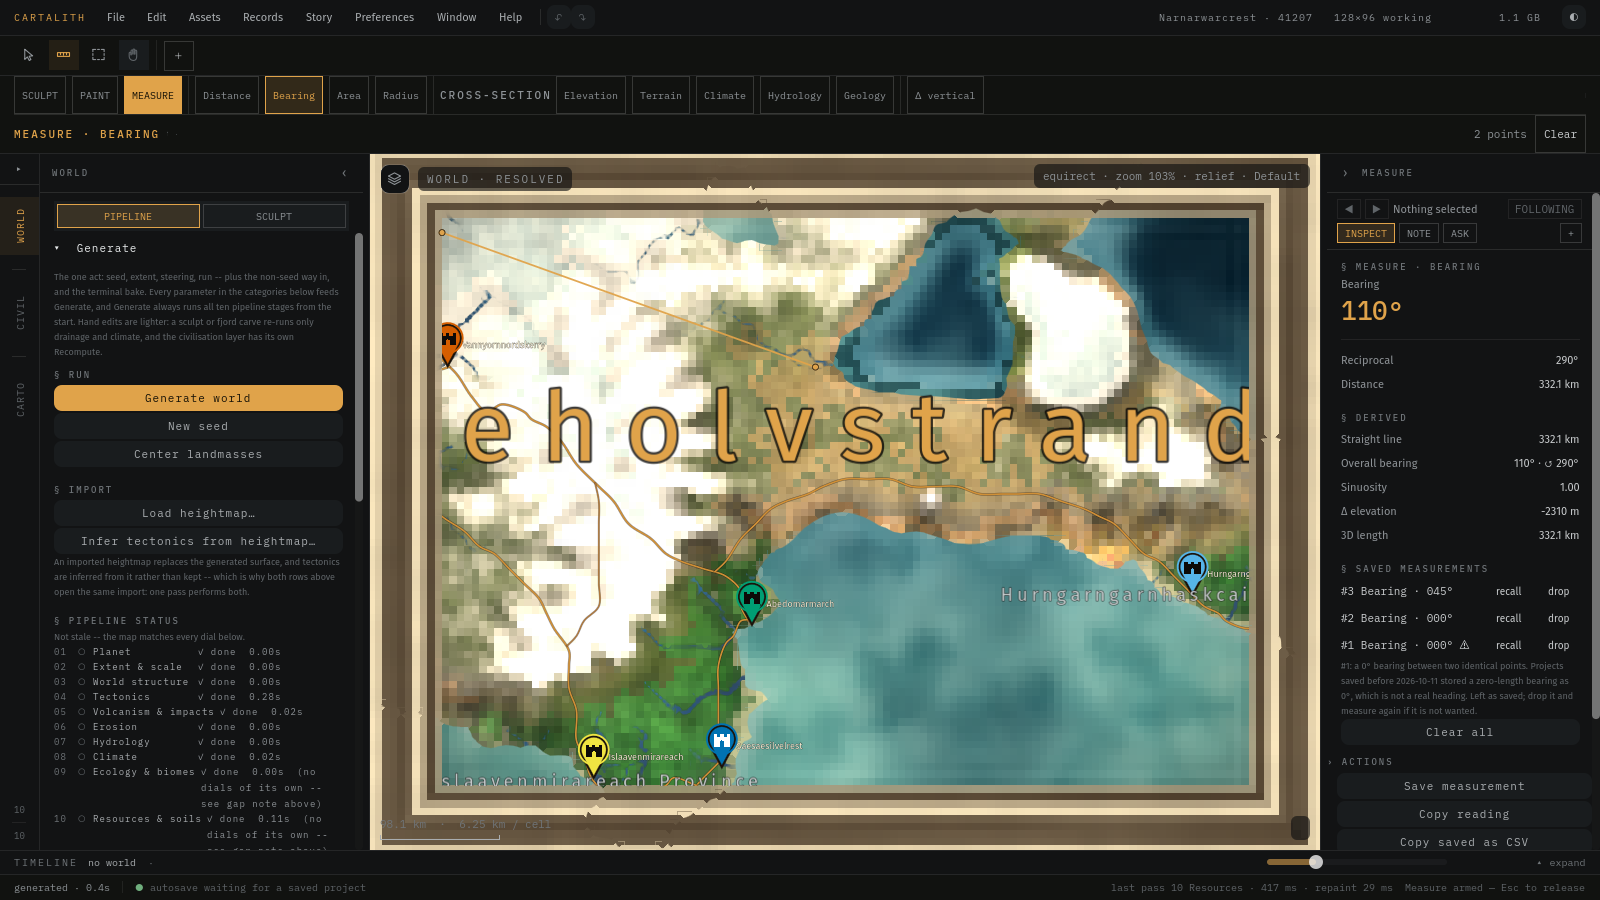 CARTALITH File Edit Assets Records Story Preferences Window Help
Narnarwarcrest · 41207 128×96 working 1.1 GB
+
SCULPT PAINT MEASURE Distance Bearing Area Radius CROSS-SECTION Elevation Terrain Climate Hydrology Geology Δ vertical
MEASURE · BEARING
2 points Clear
WORLD
CIVIL
CARTO
10
10
WORLD
PIPELINE SCULPT
Generate
The one act: seed, extent, steering, run -- plus the non-seed way in,
and the terminal bake. Every parameter in the categories below feeds
Generate, and Generate always runs all ten pipeline stages from the
start. Hand edits are lighter: a sculpt or fjord carve re-runs only
drainage and climate, and the civilisation layer has its own
Recompute.
§ RUN
Generate world
New seed
Center landmasses
§ IMPORT
Load heightmap…
Infer tectonics from heightmap…
An imported heightmap replaces the generated surface, and tectonics
are inferred from it rather than kept -- which is why both rows above
open the same import: one pass performs both.
§ PIPELINE STATUS
Not stale -- the map matches every dial below.
01 ○ Planet √ done 0.00s
02 ○ Extent & scale √ done 0.00s
03 ○ World structure √ done 0.00s
04 ○ Tectonics √ done 0.28s
05 ○ Volcanism & impacts √ done 0.02s
06 ○ Erosion √ done 0.00s
07 ○ Hydrology √ done 0.00s
08 ○ Climate √ done 0.02s
09 ○ Ecology & biomes √ done 0.00s (no
dials of its own --
see gap note above)
10 ○ Resources & soils √ done 0.11s (no
dials of its own --
see gap note above)
WORLD · RESOLVED
equirect · zoom 103% · relief · Default
eholvstrand
Abedomarmarch
Hurngarng
Hurngarngarnhaskcai
Islaavenmirareach
slaavenmirareach Province
km · 6.25 km / cell
MEASURE
Nothing selected FOLLOWING
INSPECT NOTE ASK +
§ MEASURE · BEARING
Bearing
110°
Reciprocal 290°
Distance 332.1 km
§ DERIVED
Straight line 332.1 km
Overall bearing 110° · ↺ 290°
Sinuosity 1.00
Δ elevation -2310 m
3D length 332.1 km
§ SAVED MEASUREMENTS
#3 Bearing · 045° recall drop
#2 Bearing · 000° recall drop
#1 Bearing · 000° ⚠ recall drop
#1: a 0° bearing between two identical points. Projects
saved before 2026-10-11 stored a zero-length bearing as
0°, which is not a real heading. Left as saved; drop it and
measure again if it is not wanted.
Clear all
ACTIONS
Save measurement
Copy reading
Copy saved as CSV
TIMELINE no world ·
expand
generated · 0.4s autosave waiting for a saved project
last pass 10 Resources · 417 ms · repaint 29 ms Measure armed — Esc to release